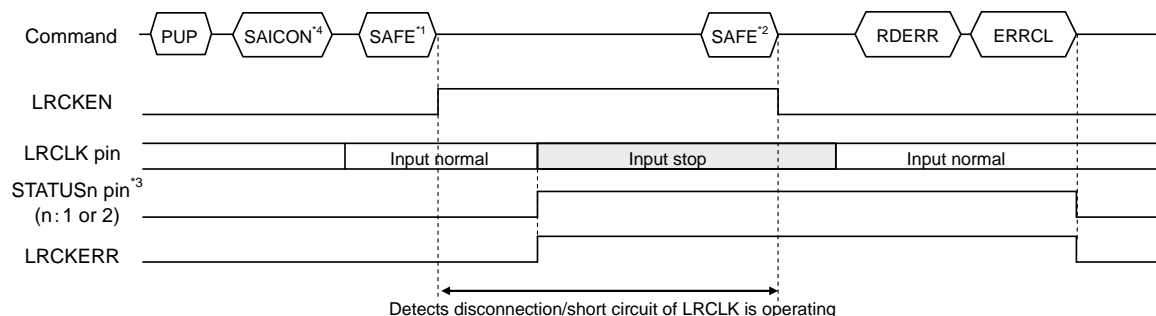 Command PUP SAICON*4 SAFE*1 SAFE*2 RDERR ERRCL
LRCKEN
LRCLK pin Input normal Input stop Input normal
STATUSn pin*3
(n: 1 or 2)
LRCKERR
Detects disconnection/short circuit of LRCLK is operating